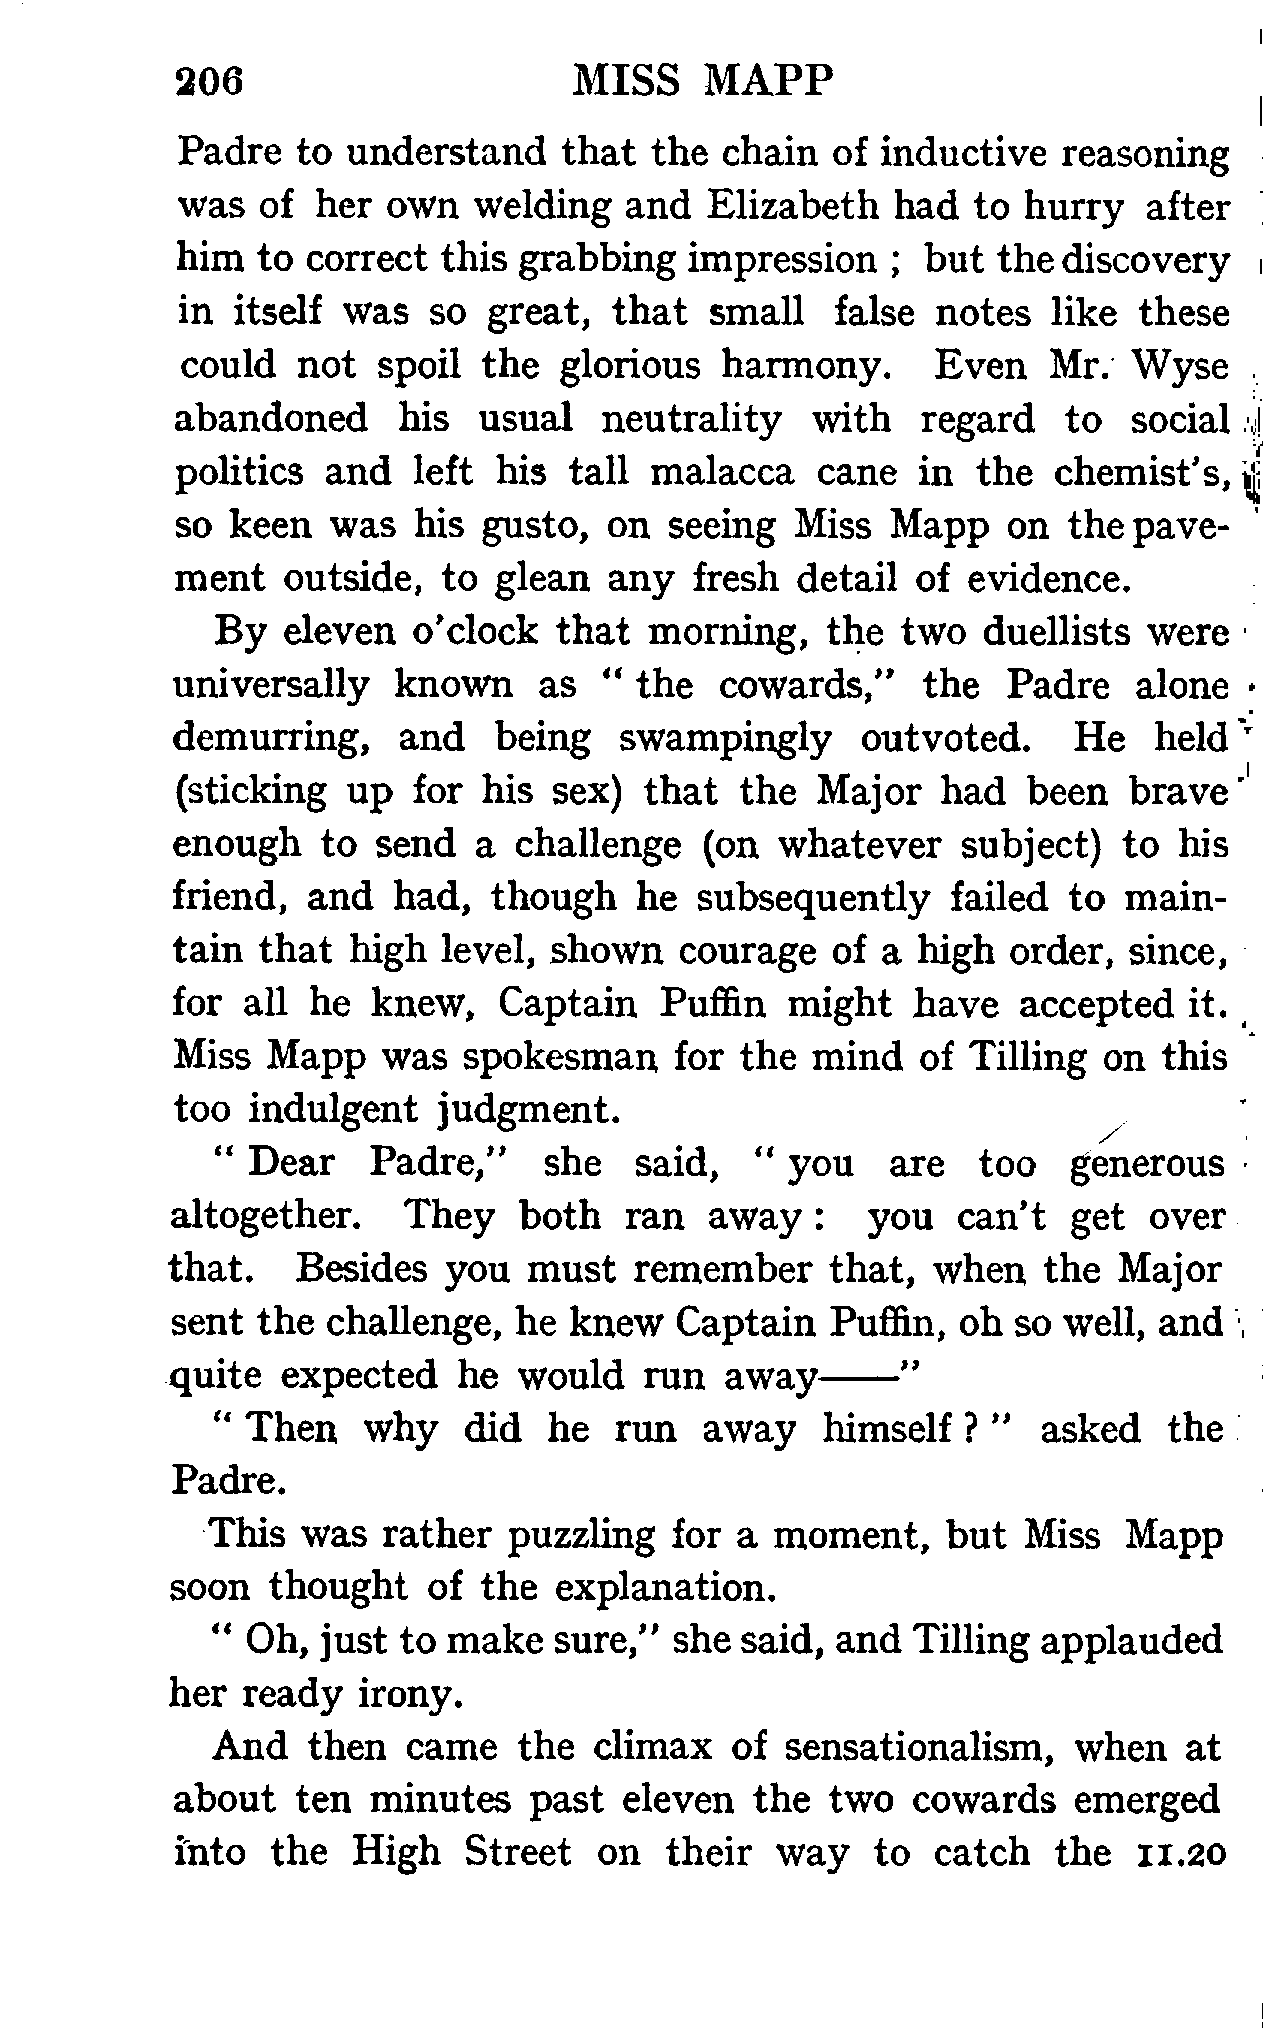 206 MISS MAPP
Padre to understand that the chain of inductive reasoning
was of her own welding and Elizabeth had to hurry after
him to correct this grabbing impression ; but the discovery
in itself was so great, that small false notes like these
could not spoil the glorious harmony. Even Mr. Wyse
abandoned his usual neutrality with regard to social
politics and left his tall malacca cane in the chemist's,
so keen was his gusto, on seeing Miss Mapp on the pave-
ment outside, to glean any fresh detail of evidence.
By eleven o'clock that morning, the two duellists were
universally known as " the cowards," the Padre alone
demurring, and being swampingly outvoted. He held
(sticking up for his sex) that the Major had been brave
enough to send a challenge (on whatever subject) to his
friend, and had, though he subsequently failed to main-
tain that high level, shown courage of a high order, since,
for all he knew, Captain Puffin might have accepted it.
Miss Mapp was spokesman for the mind of Tilling on this
too indulgent judgment.
" Dear Padre," she said, " you are too generous
altogether. They both ran away : you can't get over
that. Besides you must remember that, when the Major
sent the challenge, he knew Captain Puffin, oh so well, and
quite expected he would run away——"
" Then why did he run away himself ? " asked the
Padre.
This was rather puzzling for a moment, but Miss Mapp
soon thought of the explanation.
" Oh, just to make sure," she said, and Tilling applauded
her ready irony.
And then came the climax of sensationalism, when at
about ten minutes past eleven the two cowards emerged
into the High Street on their way to catch the 11.20